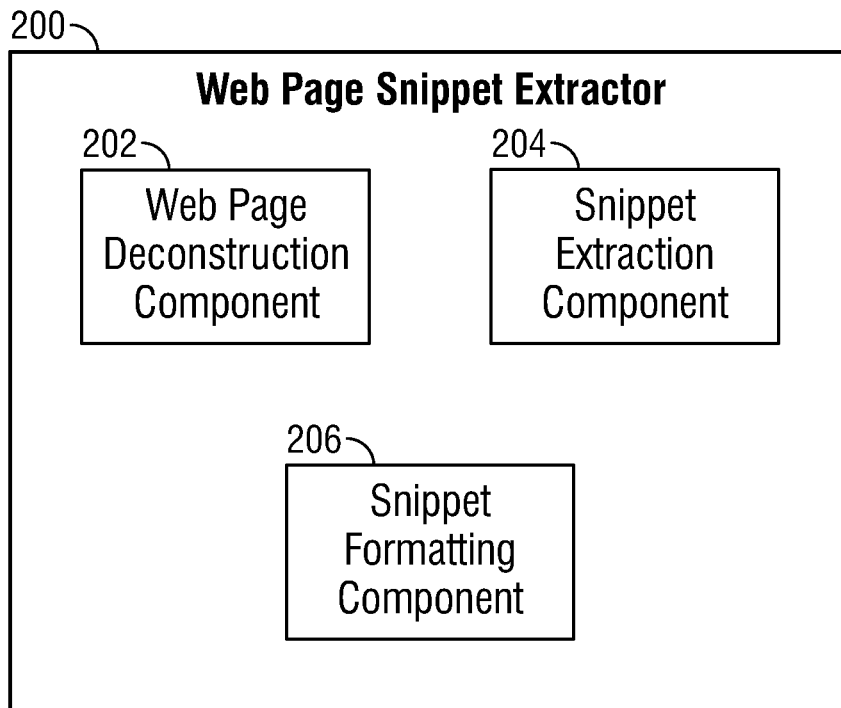 200
Web Page Snippet Extractor
202
Web Page
Deconstruction
Component
204
Snippet
Extraction
Component
206
Snippet
Formatting
Component